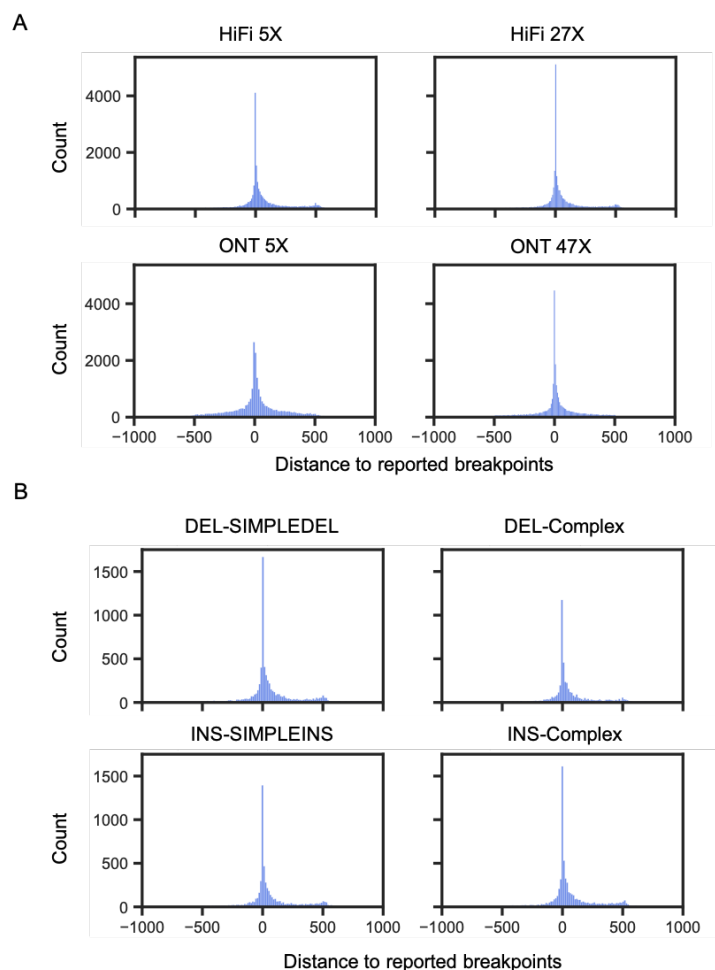 A
HiFi 5X
HiFi 27X
Count
4000
2000
0
ONT 5X
ONT 47X
Count
4000
2000
0
−1000 −500 0 500 1000
−1000 −500 0 500 1000
Distance to reported breakpoints
B
DEL-SIMPLEDEL
DEL-Complex
Count
1500
1000
500
0
INS-SIMPLEINS
INS-Complex
Count
1500
1000
500
0
−1000 −500 0 500 1000
−1000 −500 0 500 1000
Distance to reported breakpoints